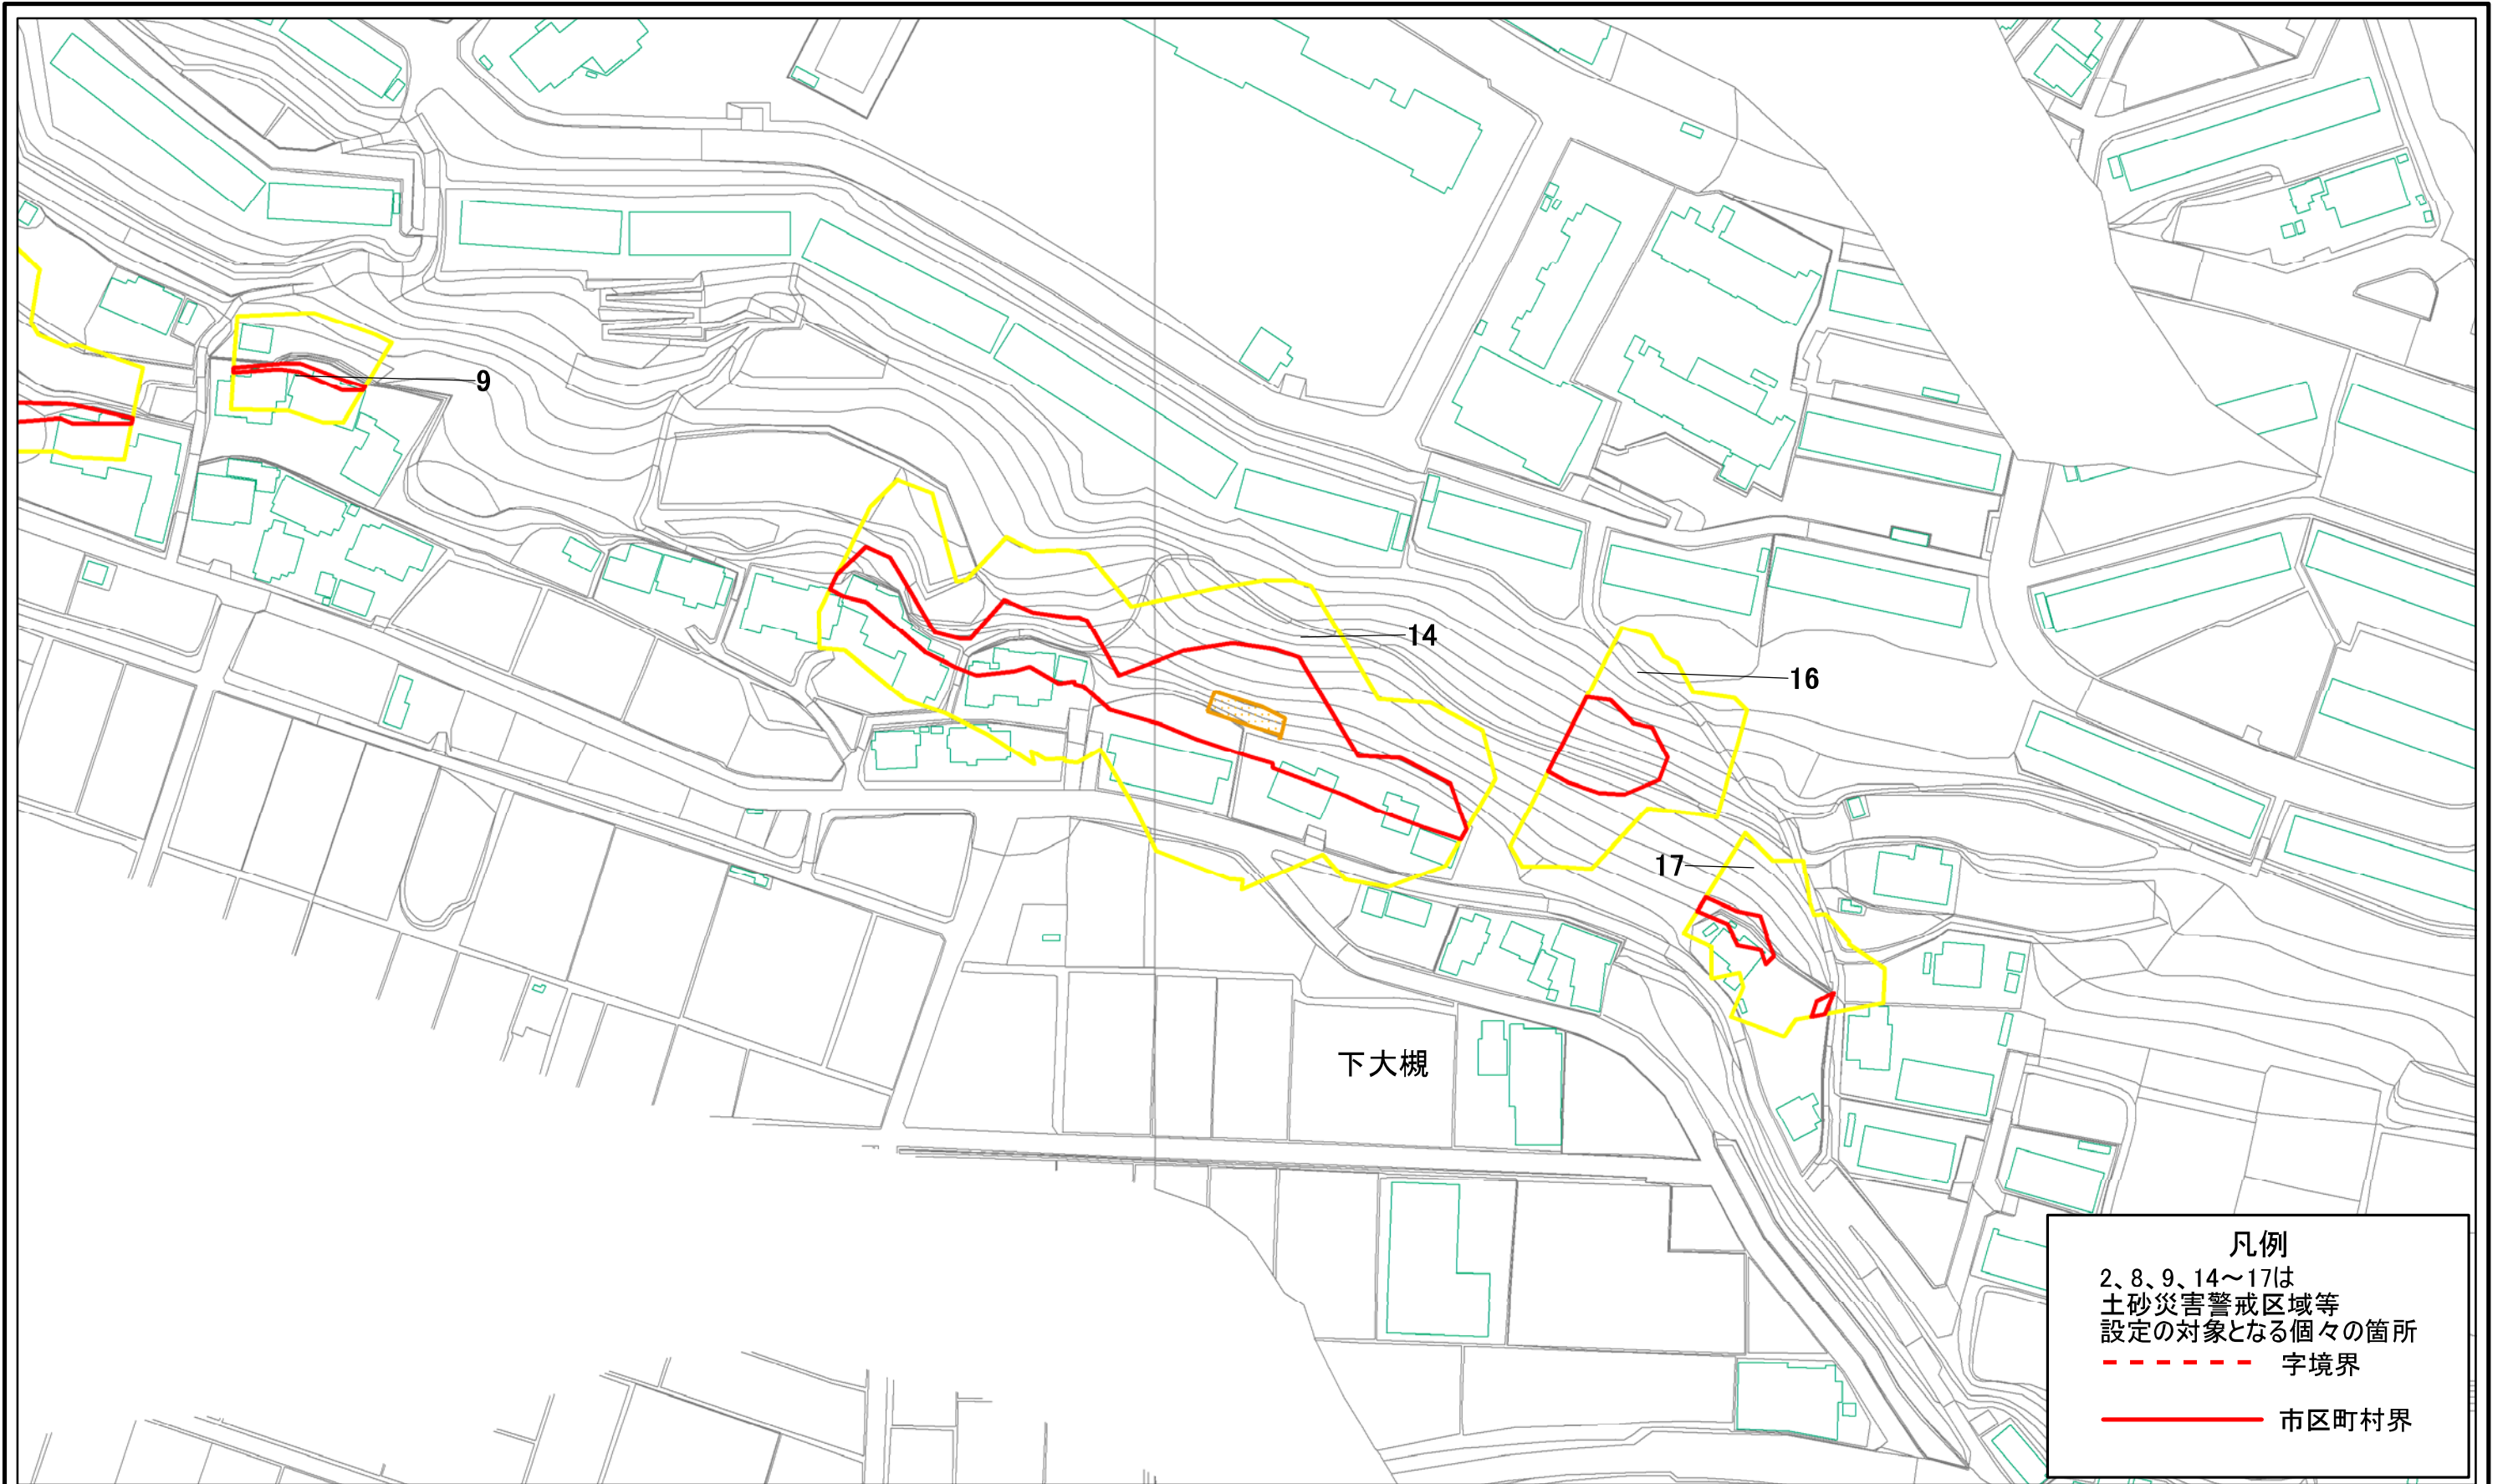 9
14
16
17
下大槻
凡例
2、8、9、14～17は
土砂災害警戒区域等
設定の対象となる個々の箇所
字境界
市区町村界